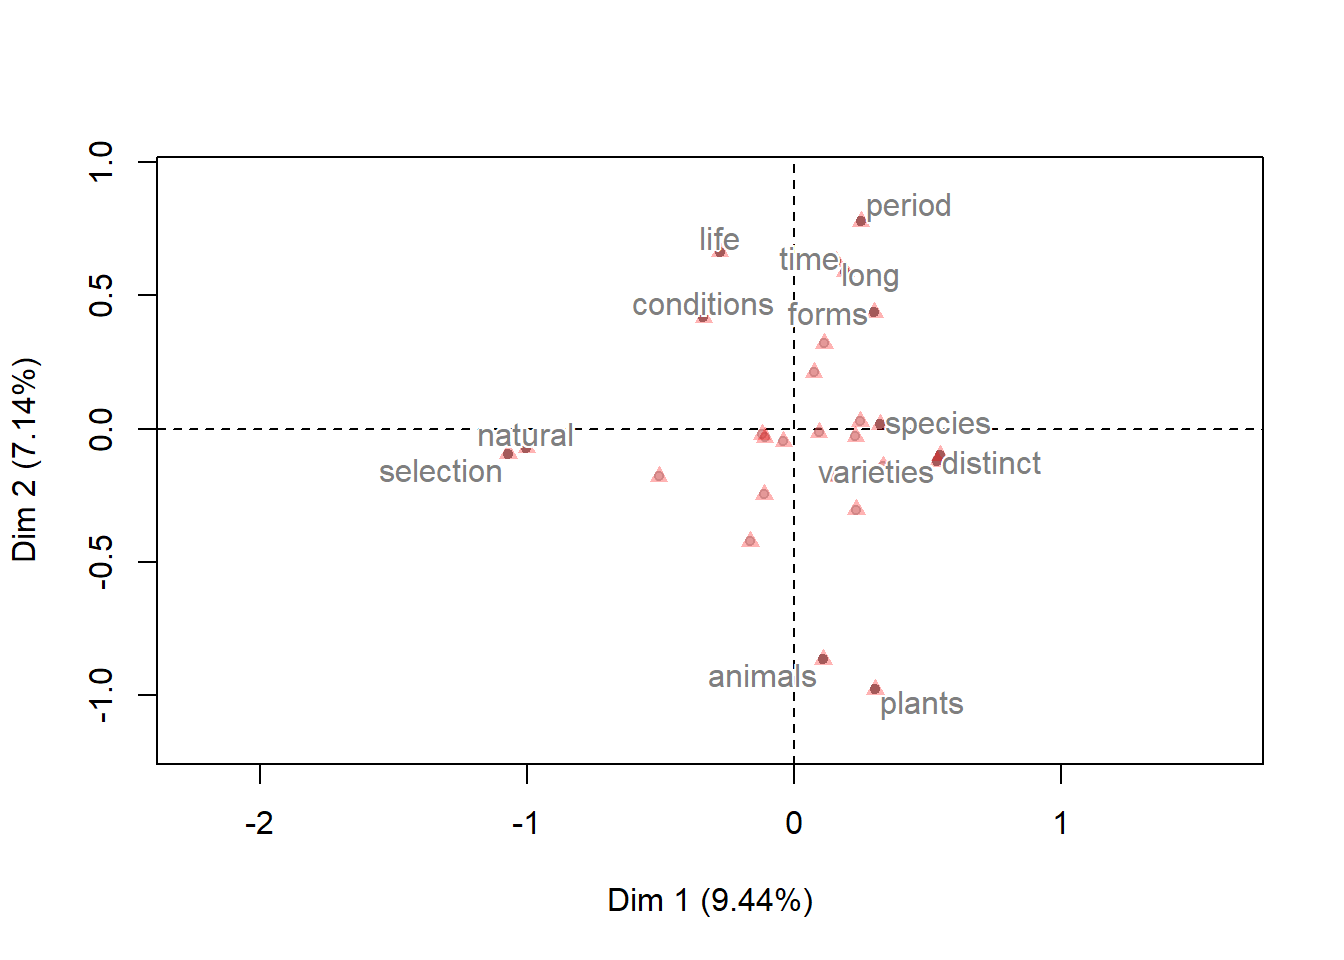 1.0
0.5
0.0
-0.5
-1.0
Dim 2 (7.14%)
period
life
time
long
conditions
forms
species
natural
selection
varieties
distinct
animals
plants
-2
-1
0
1
Dim 1 (9.44%)